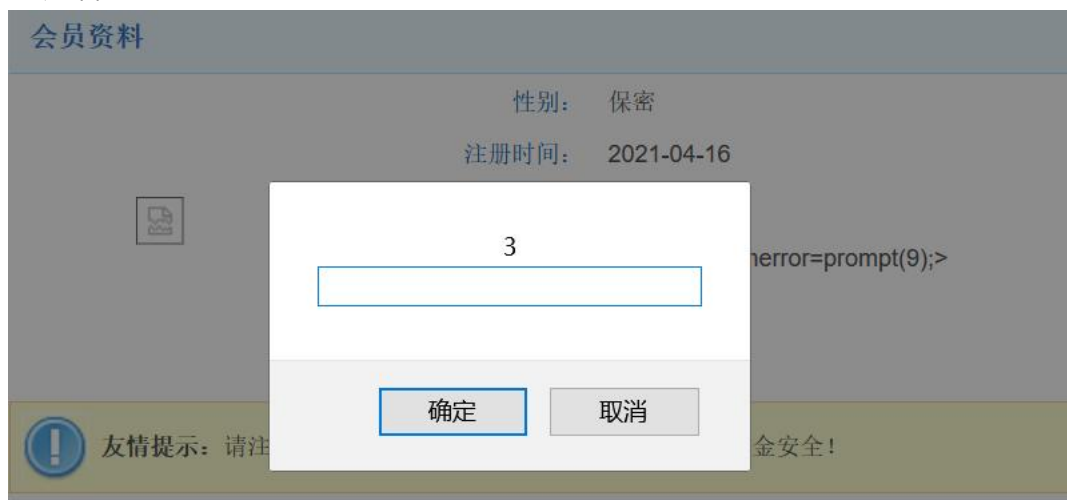 会员资料
性别： 保密
注册时间： 2021-04-16
3
nerror=prompt(9);>
确定 取消
友情提示：请注
金安全！